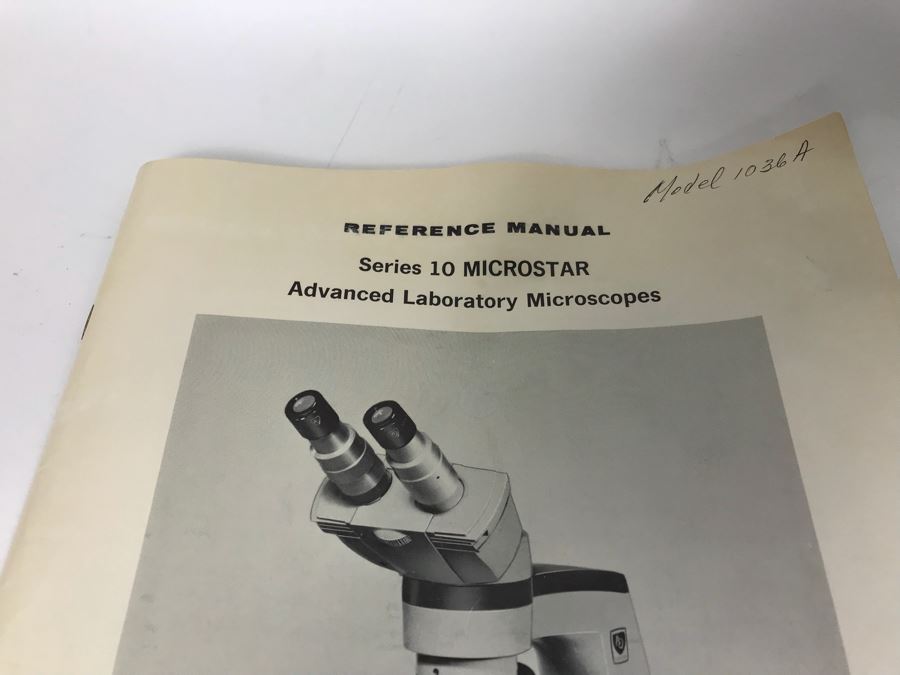 Model 1036A
REFERENCE MANUAL
Series 10 MICROSTAR
Advanced Laboratory Microscopes